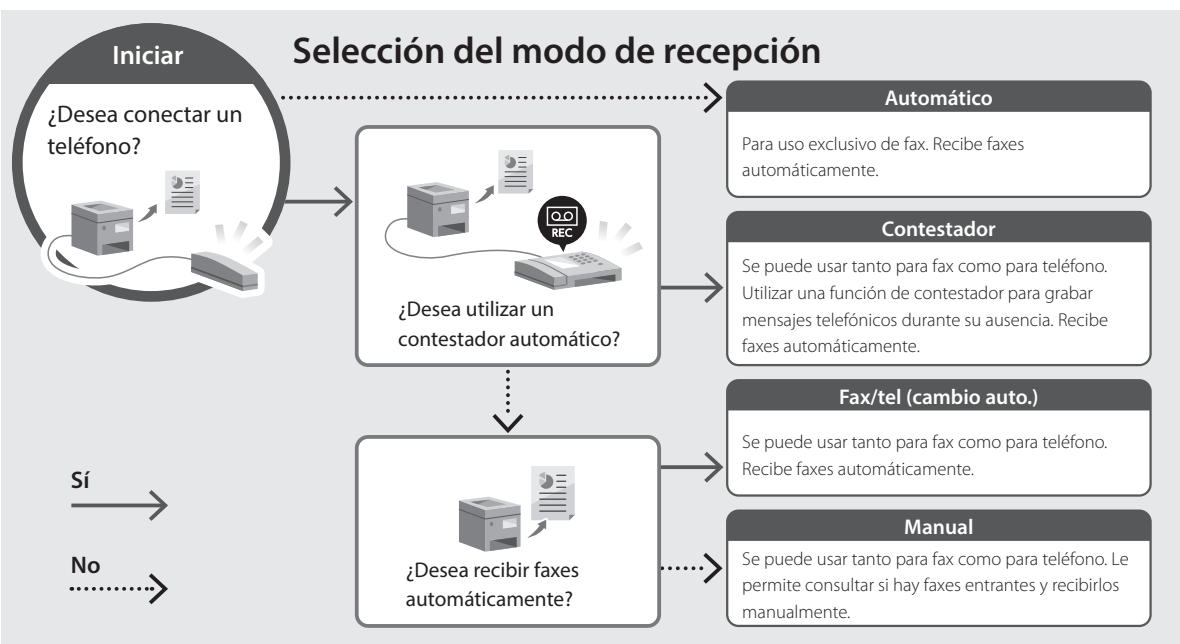 Iniciar
Selección del modo de recepción
¿Desea conectar un
teléfono?
Automático
Para uso exclusivo de fax. Recibe faxes
automáticamente.
REC
¿Desea utilizar un
contestador automático?
Contestador
Se puede usar tanto para fax como para teléfono.
Utilizar una función de contestador para grabar
mensajes telefónicos durante su ausencia. Recibe
faxes automáticamente.
Fax/tel (cambio auto.)
Se puede usar tanto para fax como para teléfono.
Recibe faxes automáticamente.
¿Desea recibir faxes
automáticamente?
Manual
Se puede usar tanto para fax como para teléfono. Le
permite consultar si hay faxes entrantes y recibirlos
manualmente.
Sí
No